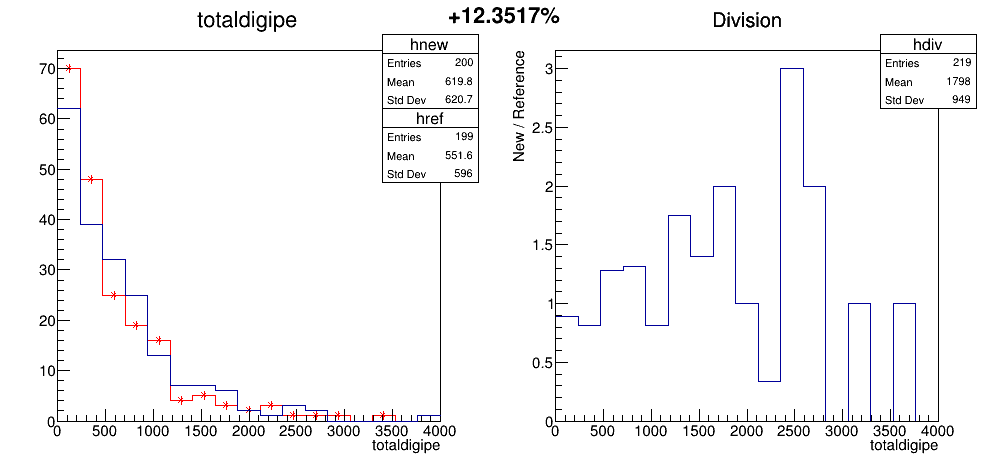 +12.3517%
totaldigipe
hnew
Entries 200
Mean 619.8
Std Dev 620.7
href
Entries 199
Mean 551.6
Std Dev 596
70
60
50
40
30
20
10
0
0 500 1000 1500 2000 2500 3000 3500 4000
totaldigipe
Division
hdiv
Entries 219
Mean 1798
Std Dev 949
New / Reference
3
2.5
2
1.5
1
0.5
0
0 500 1000 1500 2000 2500 3000 3500 4000
totaldigipe